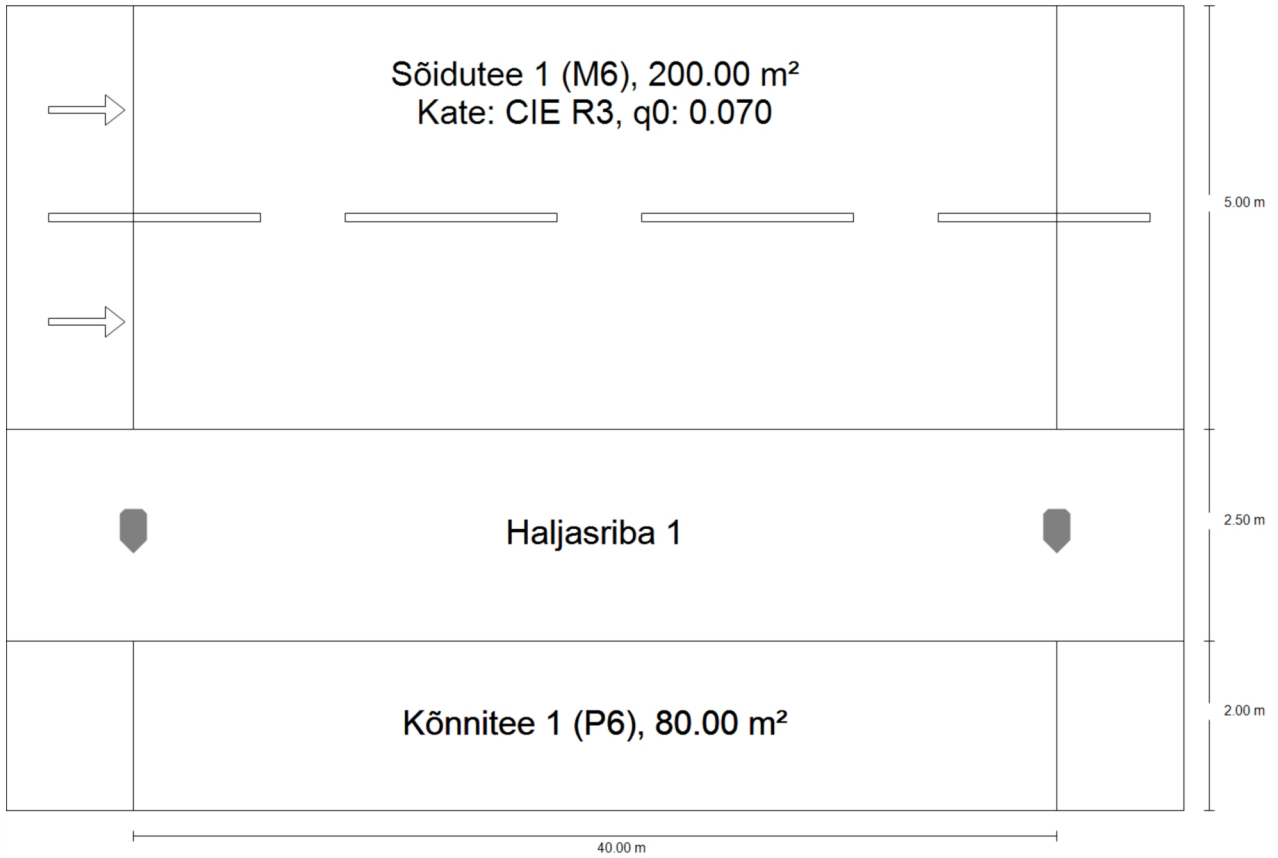 Sõidutee 1 (M6), 200.00 m²
Kate: CIE R3, q0: 0.070
5.00 m
Haljasriba 1
2.50 m
Kõnnitee 1 (P6), 80.00 m²
2.00 m
40.00 m